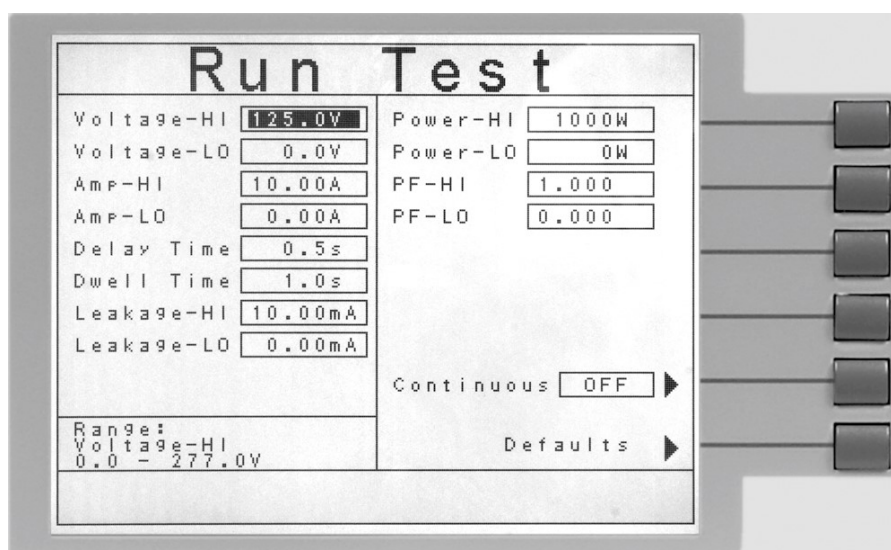 Run Test
Voltage-HI 125.0V
Voltage-LO 0.0V
Amp-HI 10.00A
Amp-LO 0.00A
Delay Time 0.5s
Dwell Time 1.0s
Leakage-HI 10.00mA
Leakage-LO 0.00mA
Range:
Voltage-HI
0.0 - 277.0V
Power-HI 1000W
Power-LO 0W
PF-HI 1.000
PF-LO 0.000
Continuous OFF
Defaults